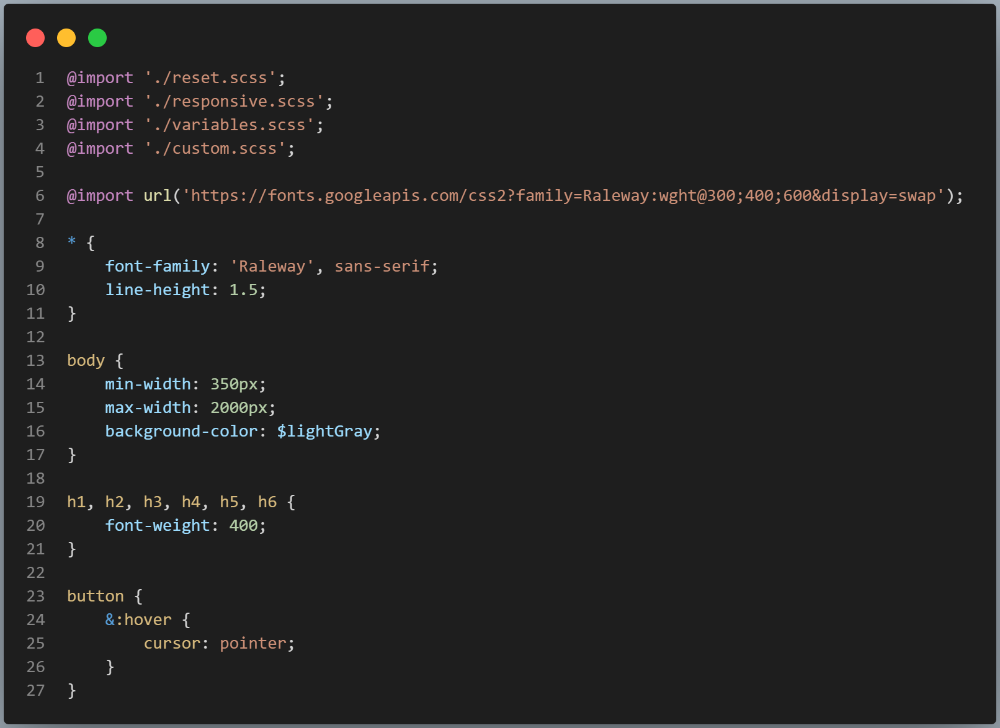 1 @import './reset.scss';
2 @import './responsive.scss';
3 @import './variables.scss';
4 @import './custom.scss';
5
6 @import url('https://fonts.googleapis.com/css2?family=Raleway:wght@300;400;600&display=swap');
7
8 * {
9     font-family: 'Raleway', sans-serif;
10     line-height: 1.5;
11 }
12
13 body {
14     min-width: 350px;
15     max-width: 2000px;
16     background-color: $lightGray;
17 }
18
19 h1, h2, h3, h4, h5, h6 {
20     font-weight: 400;
21 }
22
23 button {
24     &:hover {
25         cursor: pointer;
26     }
27 }